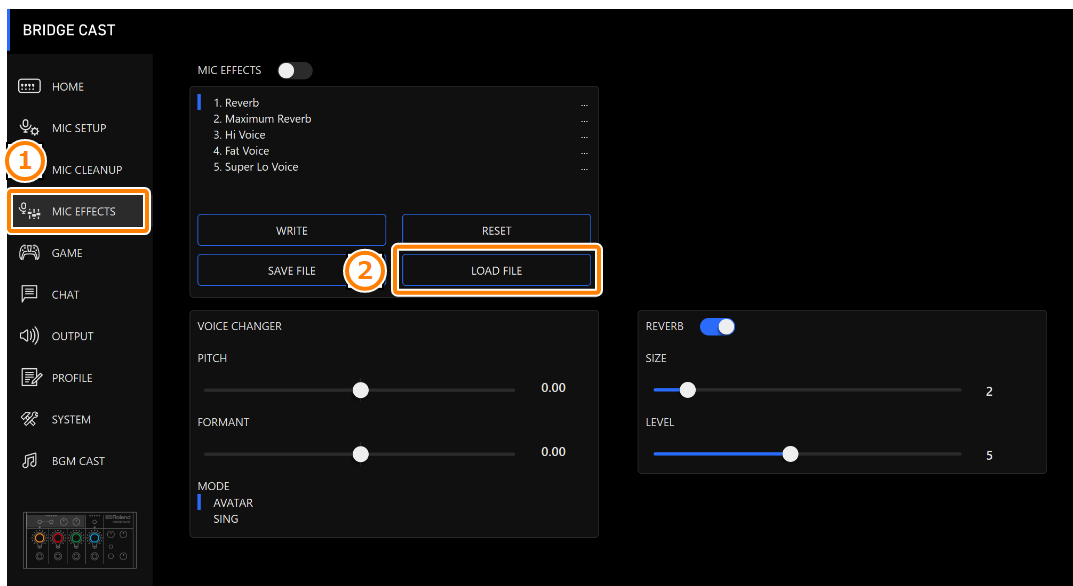 BRIDGE CAST
HOME
MIC SETUP
1
MIC CLEANUP
MIC EFFECTS
GAME
CHAT
OUTPUT
PROFILE
SYSTEM
BGM CAST
Roland
MIC EFFECTS
1. Reverb ...
2. Maximum Reverb ...
3. Hi Voice ...
4. Fat Voice ...
5. Super Lo Voice ...
WRITE
RESET
SAVE FILE
2
LOAD FILE
VOICE CHANGER
PITCH
0.00
FORMANT
0.00
MODE
AVATAR
SING
REVERB
SIZE
2
LEVEL
5